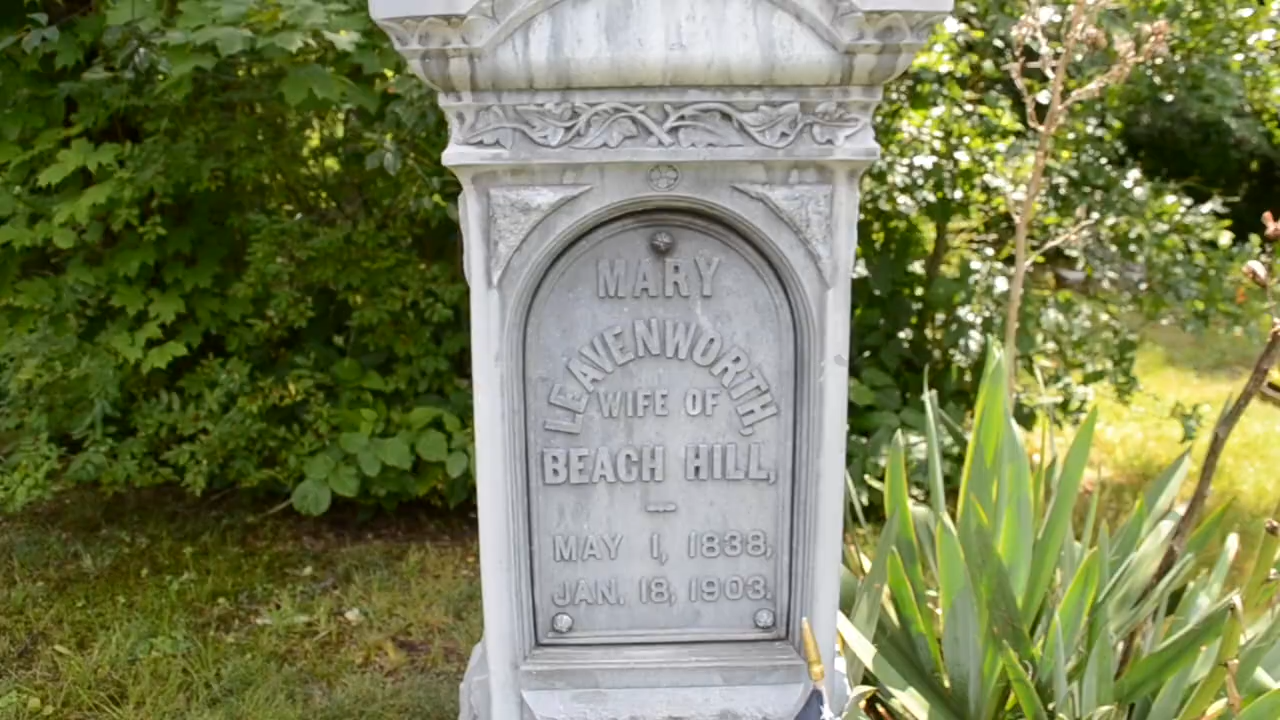 MARY
LEAVENWORTH,
WIFE OF
BEACH HILL,
—
MAY 1, 1838,
JAN. 18, 1903.